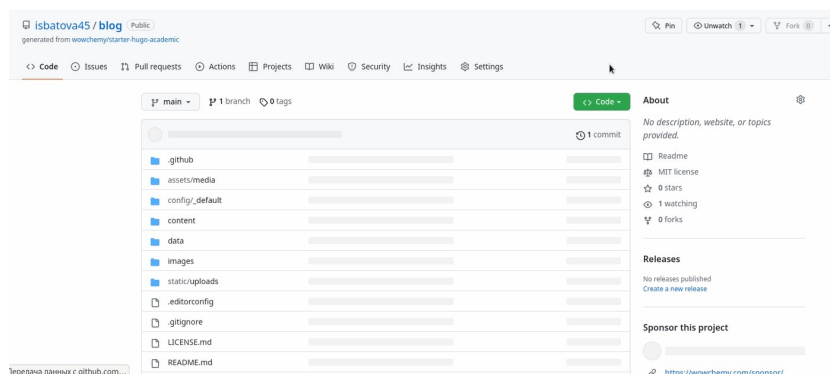 isbatova45 / blog Public
Pin Unwatch 1 Fork 0
generated from wowchemy/starter-hugo-academic
<> Code Issues Pull requests Actions Projects Wiki Security Insights Settings
main 1 branch 0 tags <> Code
1 commit
.github
assets/media
config/_default
content
data
images
static/uploads
.editorconfig
.gitignore
LICENSE.md
README.md
About
No description, website, or topics
provided.
Readme
MIT license
0 stars
1 watching
0 forks
Releases
No releases published
Create a new release
Sponsor this project
https://wowchemy.com/sponsor/
Передача данных с github.com...